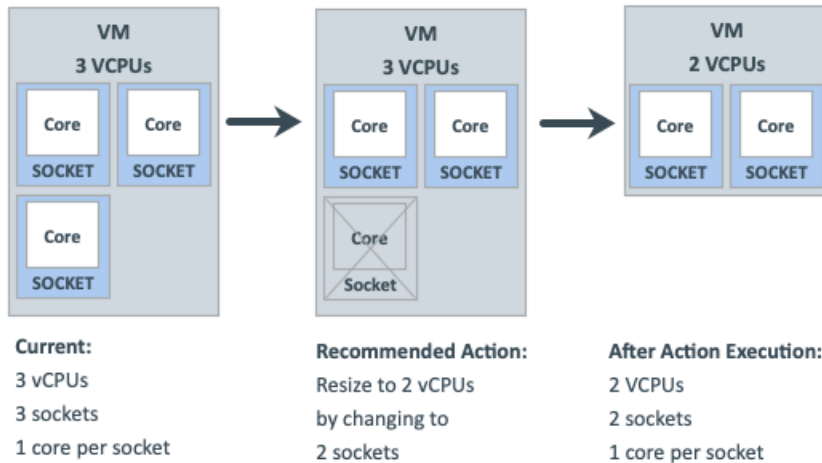 VM
3 VCPUs
Core
Core
SOCKET
SOCKET
Core
SOCKET
VM
3 VCPUs
Core
Core
SOCKET
SOCKET
Core
Socket
VM
2 VCPUs
Core
Core
SOCKET
SOCKET
Current:
3 vCPUs
3 sockets
1 core per socket
Recommended Action:
Resize to 2 vCPUs
by changing to
2 sockets
After Action Execution:
2 VCPUs
2 sockets
1 core per socket